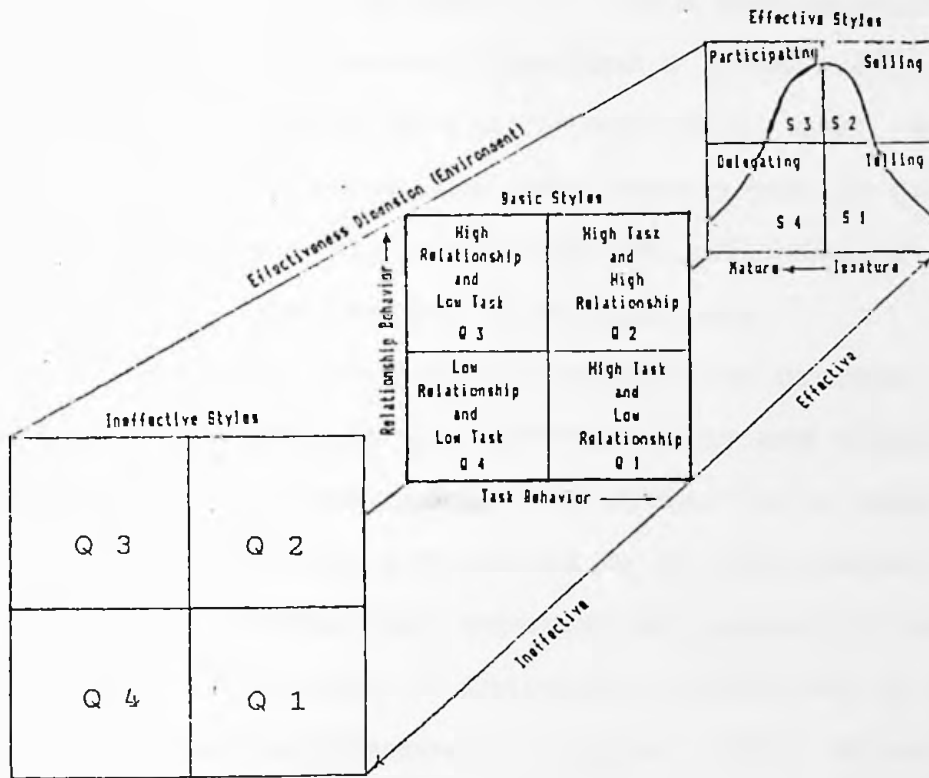 Effective Styles
Participating
Selling
S 3
S 2
Delegating
Telling
S 4
S 1
Mature
Immature
Effectiveness Dimension (Environment)
Basic Styles
Relationship Behavior
High
Relationship
and
Low Task
Q 3
High Task
and
High
Relationship
Q 2
Low
Relationship
and
Low Task
Q 4
High Task
and
Low
Relationship
Q 1
Task Behavior
Effective
Ineffective
Ineffective Styles
Q 3
Q 2
Q 4
Q 1